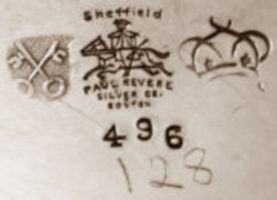 Sheffield
PAUL REVERE
SILVER CO.
BOSTON
496
128